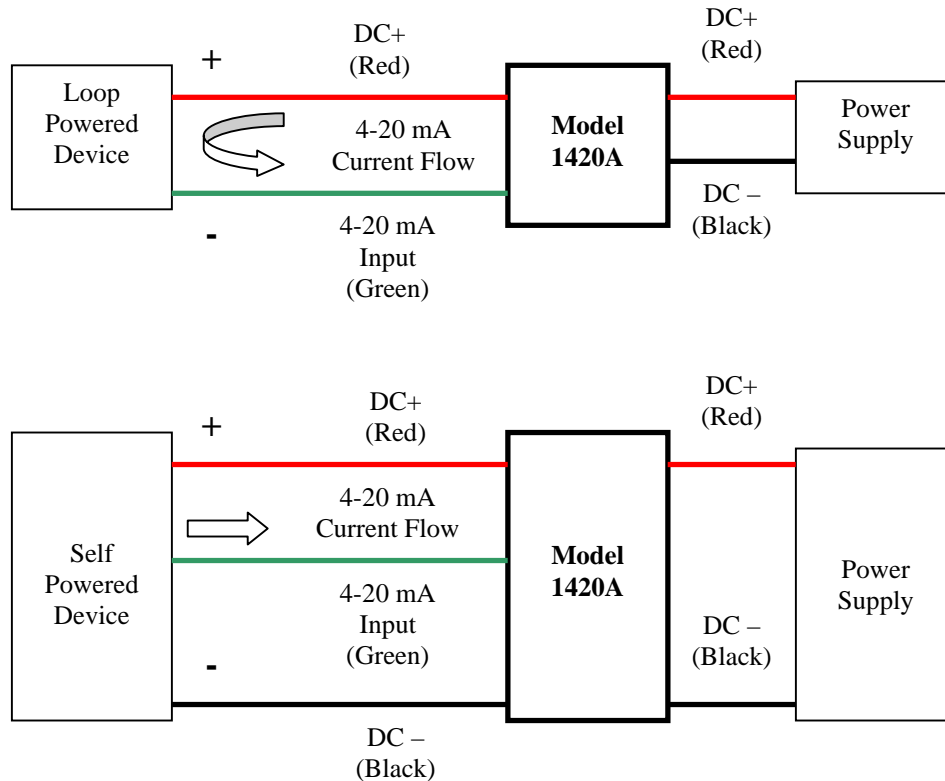 DC+
(Red)
DC+
(Red)
+
Loop
Powered
Device
4-20 mA
Current Flow
Model
1420A
Power
Supply
-
4-20 mA
Input
(Green)
DC –
(Black)
DC+
(Red)
DC+
(Red)
+
4-20 mA
Current Flow
Self
Powered
Device
Model
1420A
Power
Supply
4-20 mA
Input
(Green)
DC –
(Black)
-
DC –
(Black)